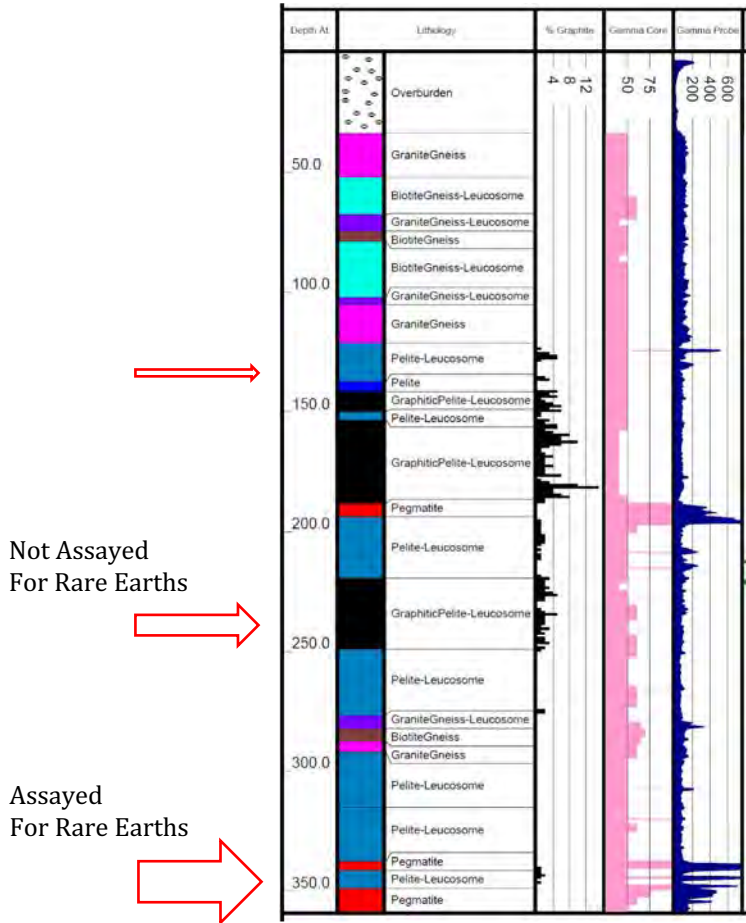 Depth At. Lithology % Graphite Gamma Core Gamma Probe
4 8 12 50 75 200 400 600
Overburden
GraniteGneiss
50.0
BiotiteGneiss-Leucosome
GraniteGneiss-Leucosome
BiotiteGneiss
BiotiteGneiss-Leucosome
100.0
GraniteGneiss-Leucosome
GraniteGneiss
Pelite-Leucosome
Pelite
150.0
GraphiticPelite-Leucosome
Pelite-Leucosome
GraphiticPelite-Leucosome
Pegmatite
200.0
Pelite-Leucosome
Not Assayed
For Rare Earths
GraphiticPelite-Leucosome
250.0
Pelite-Leucosome
GraniteGneiss-Leucosome
BiotiteGneiss
GraniteGneiss
300.0
Pelite-Leucosome
Assayed
For Rare Earths
Pelite-Leucosome
Pegmatite
350.0
Pelite-Leucosome
Pegmatite